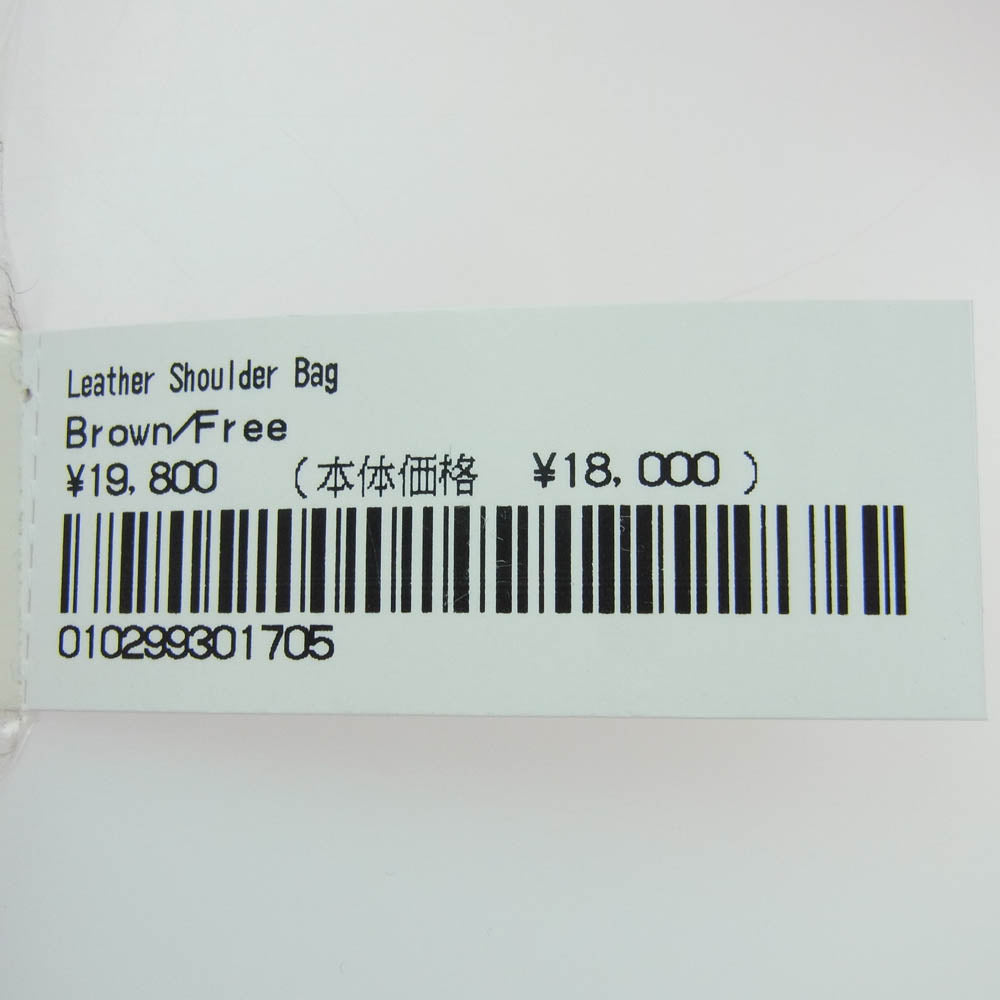 Leather Shoulder Bag
Brown/Free
¥19,800 (本体価格 ¥18,000)
010299301705